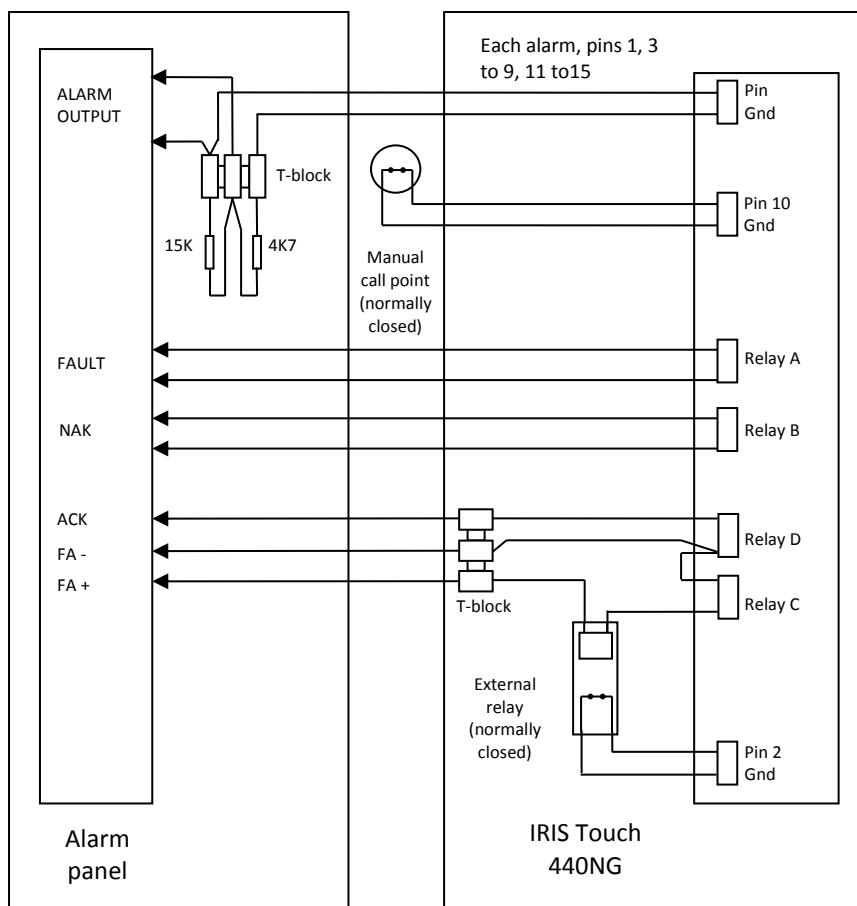 Each alarm, pins 1, 3
to 9, 11 to15
ALARM
OUTPUT
Pin
Gnd
T-block
15K
4K7
Manual
call point
(normally
closed)
Pin 10
Gnd
FAULT
Relay A
NAK
Relay B
ACK
FA -
FA +
T-block
Relay D
Relay C
External
relay
(normally
closed)
Pin 2
Gnd
Alarm
panel
IRIS Touch
440NG